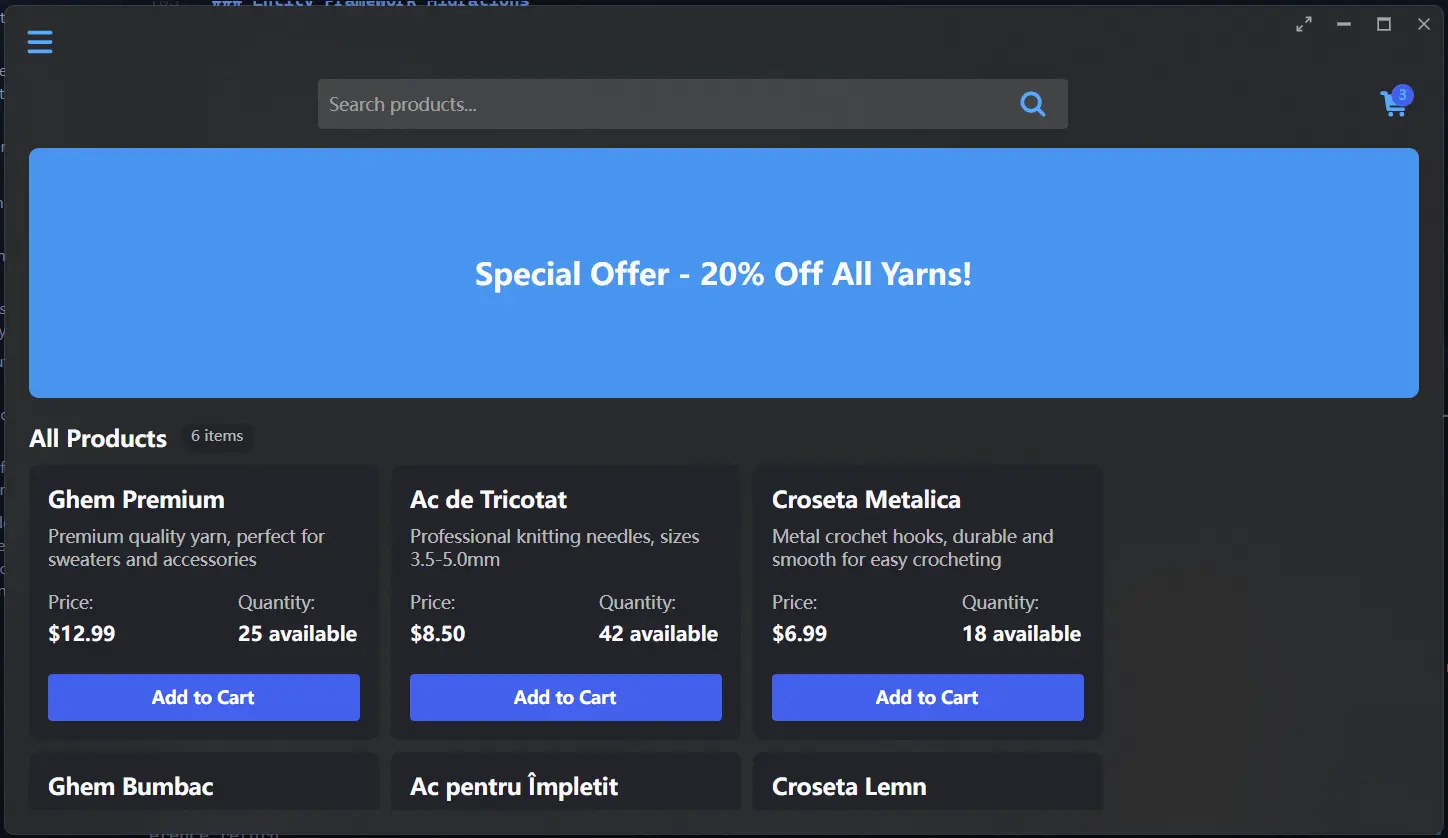 ### Entity Framework Migrations
Search products...
3
Special Offer - 20% Off All Yarns!
All Products
6 items
Ghem Premium
Premium quality yarn, perfect for
sweaters and accessories
Price:
Quantity:
$12.99
25 available
Add to Cart
Ac de Tricotat
Professional knitting needles, sizes
3.5-5.0mm
Price:
Quantity:
$8.50
42 available
Add to Cart
Croseta Metalica
Metal crochet hooks, durable and
smooth for easy crocheting
Price:
Quantity:
$6.99
18 available
Add to Cart
Ghem Bumbac
Ac pentru Împletit
Croseta Lemn